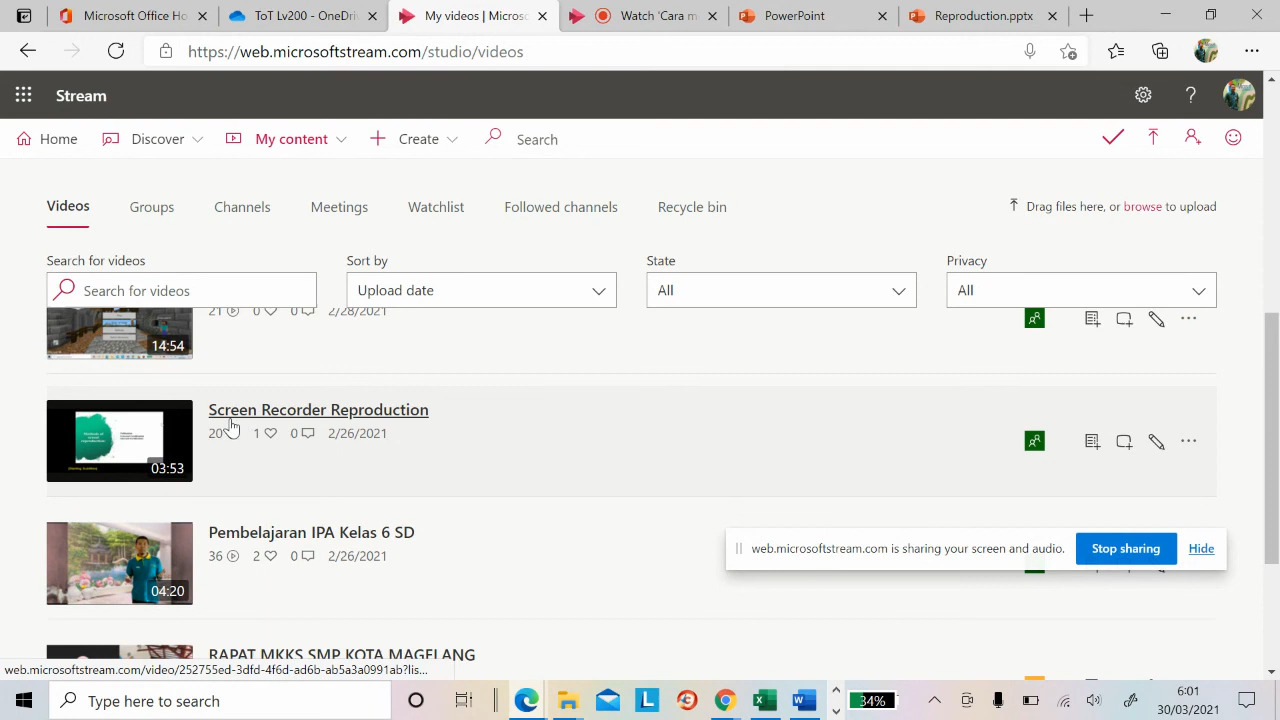 Microsoft Office Ho
ToT Lv200 - OneDriv
My videos | Micros
Watch 'Cara m
PowerPoint
Reproduction.pptx
https://web.microsoftstream.com/studio/videos
Stream
Home
Discover
My content
Create
Search
Videos
Groups
Channels
Meetings
Watchlist
Followed channels
Recycle bin
Drag files here, or browse to upload
Search for videos
Sort by
State
Privacy
Search for videos
Upload date
All
All
21 0 0 2/28/2021
14:54
Screen Recorder Reproduction
20 1 0 2/26/2021
03:53
Pembelajaran IPA Kelas 6 SD
36 2 0 2/26/2021
04:20
web.microsoftstream.com is sharing your screen and audio.
Stop sharing
Hide
RAPAT MKKS SMP KOTA MAGELANG
web.microsoftstream.com/video/252755ed-3dfd-4f6d-ad6b-ab5a3a0991ab?lis...
Type here to search
34%
6:01
30/03/2021